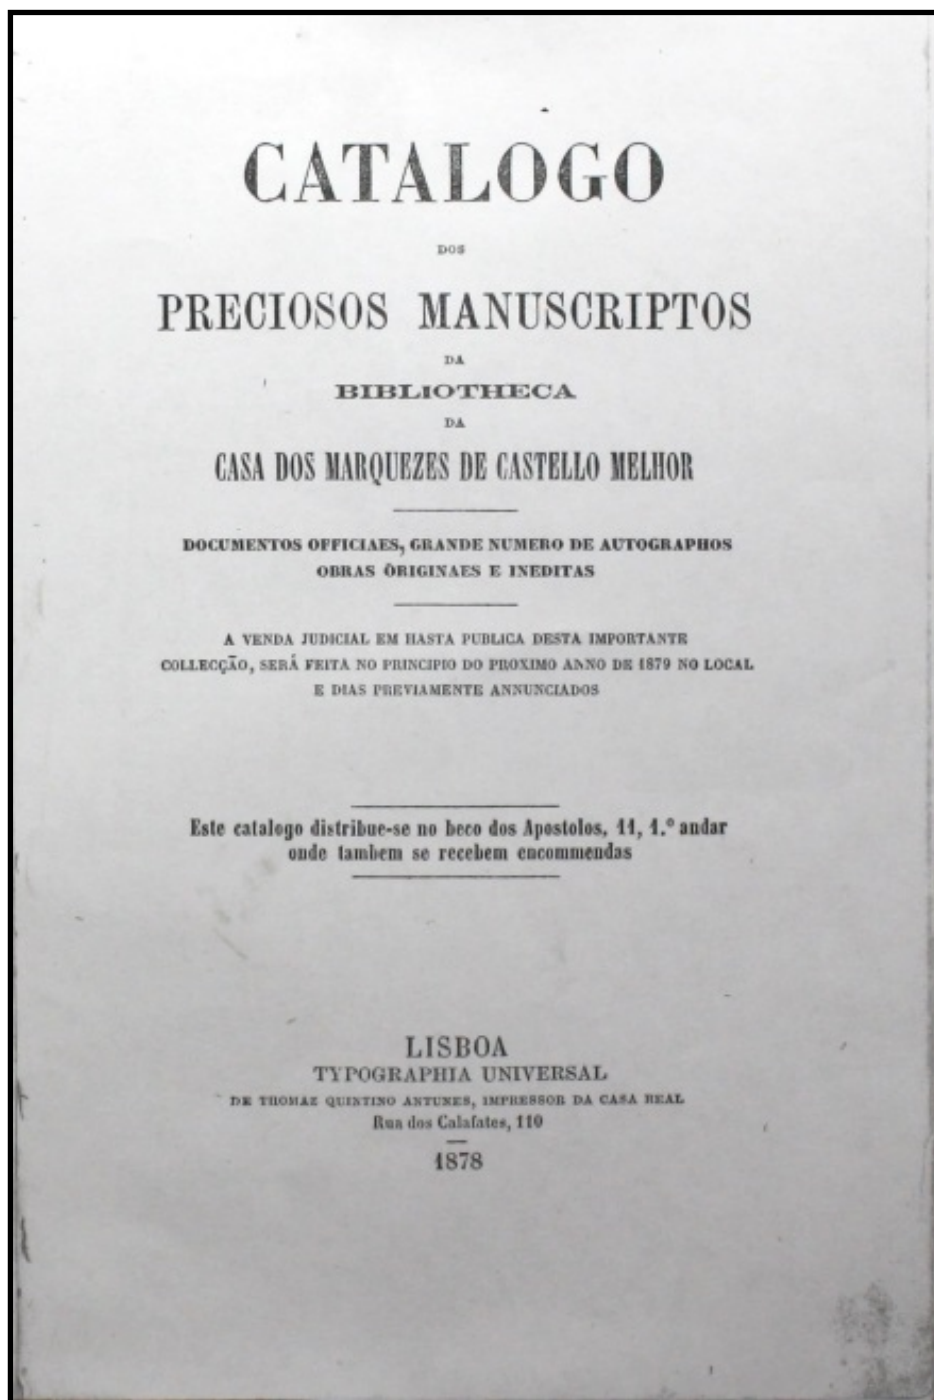 CATALOGO
DOS
PRECIOSOS MANUSCRIPTOS
DA
BIBLIOTHECA
DA
CASA DOS MARQUEZES DE CASTELLO MELHOR
DOCUMENTOS OFFICIAES, GRANDE NUMERO DE AUTOGRAPHOS
OBRAS ORIGINAES E INEDITAS
A VENDA JUDICIAL EM HASTA PUBLICA DESTA IMPORTANTE
COLLECÇÃO, SERÁ FEITA NO PRINCIPIO DO PROXIMO ANNO DE 1879 NO LOCAL
E DIAS PREVIAMENTE ANNUNCIADOS
Este catalogo distribue-se no beco dos Apostolos, 11, 1.º andar
onde tambem se recebem encommendas
LISBOA
TYPOGRAPHIA UNIVERSAL
DE THOMAZ QUINTINO ANTUNES, IMPRESSOR DA CASA REAL
Rua dos Calafates, 110
1878